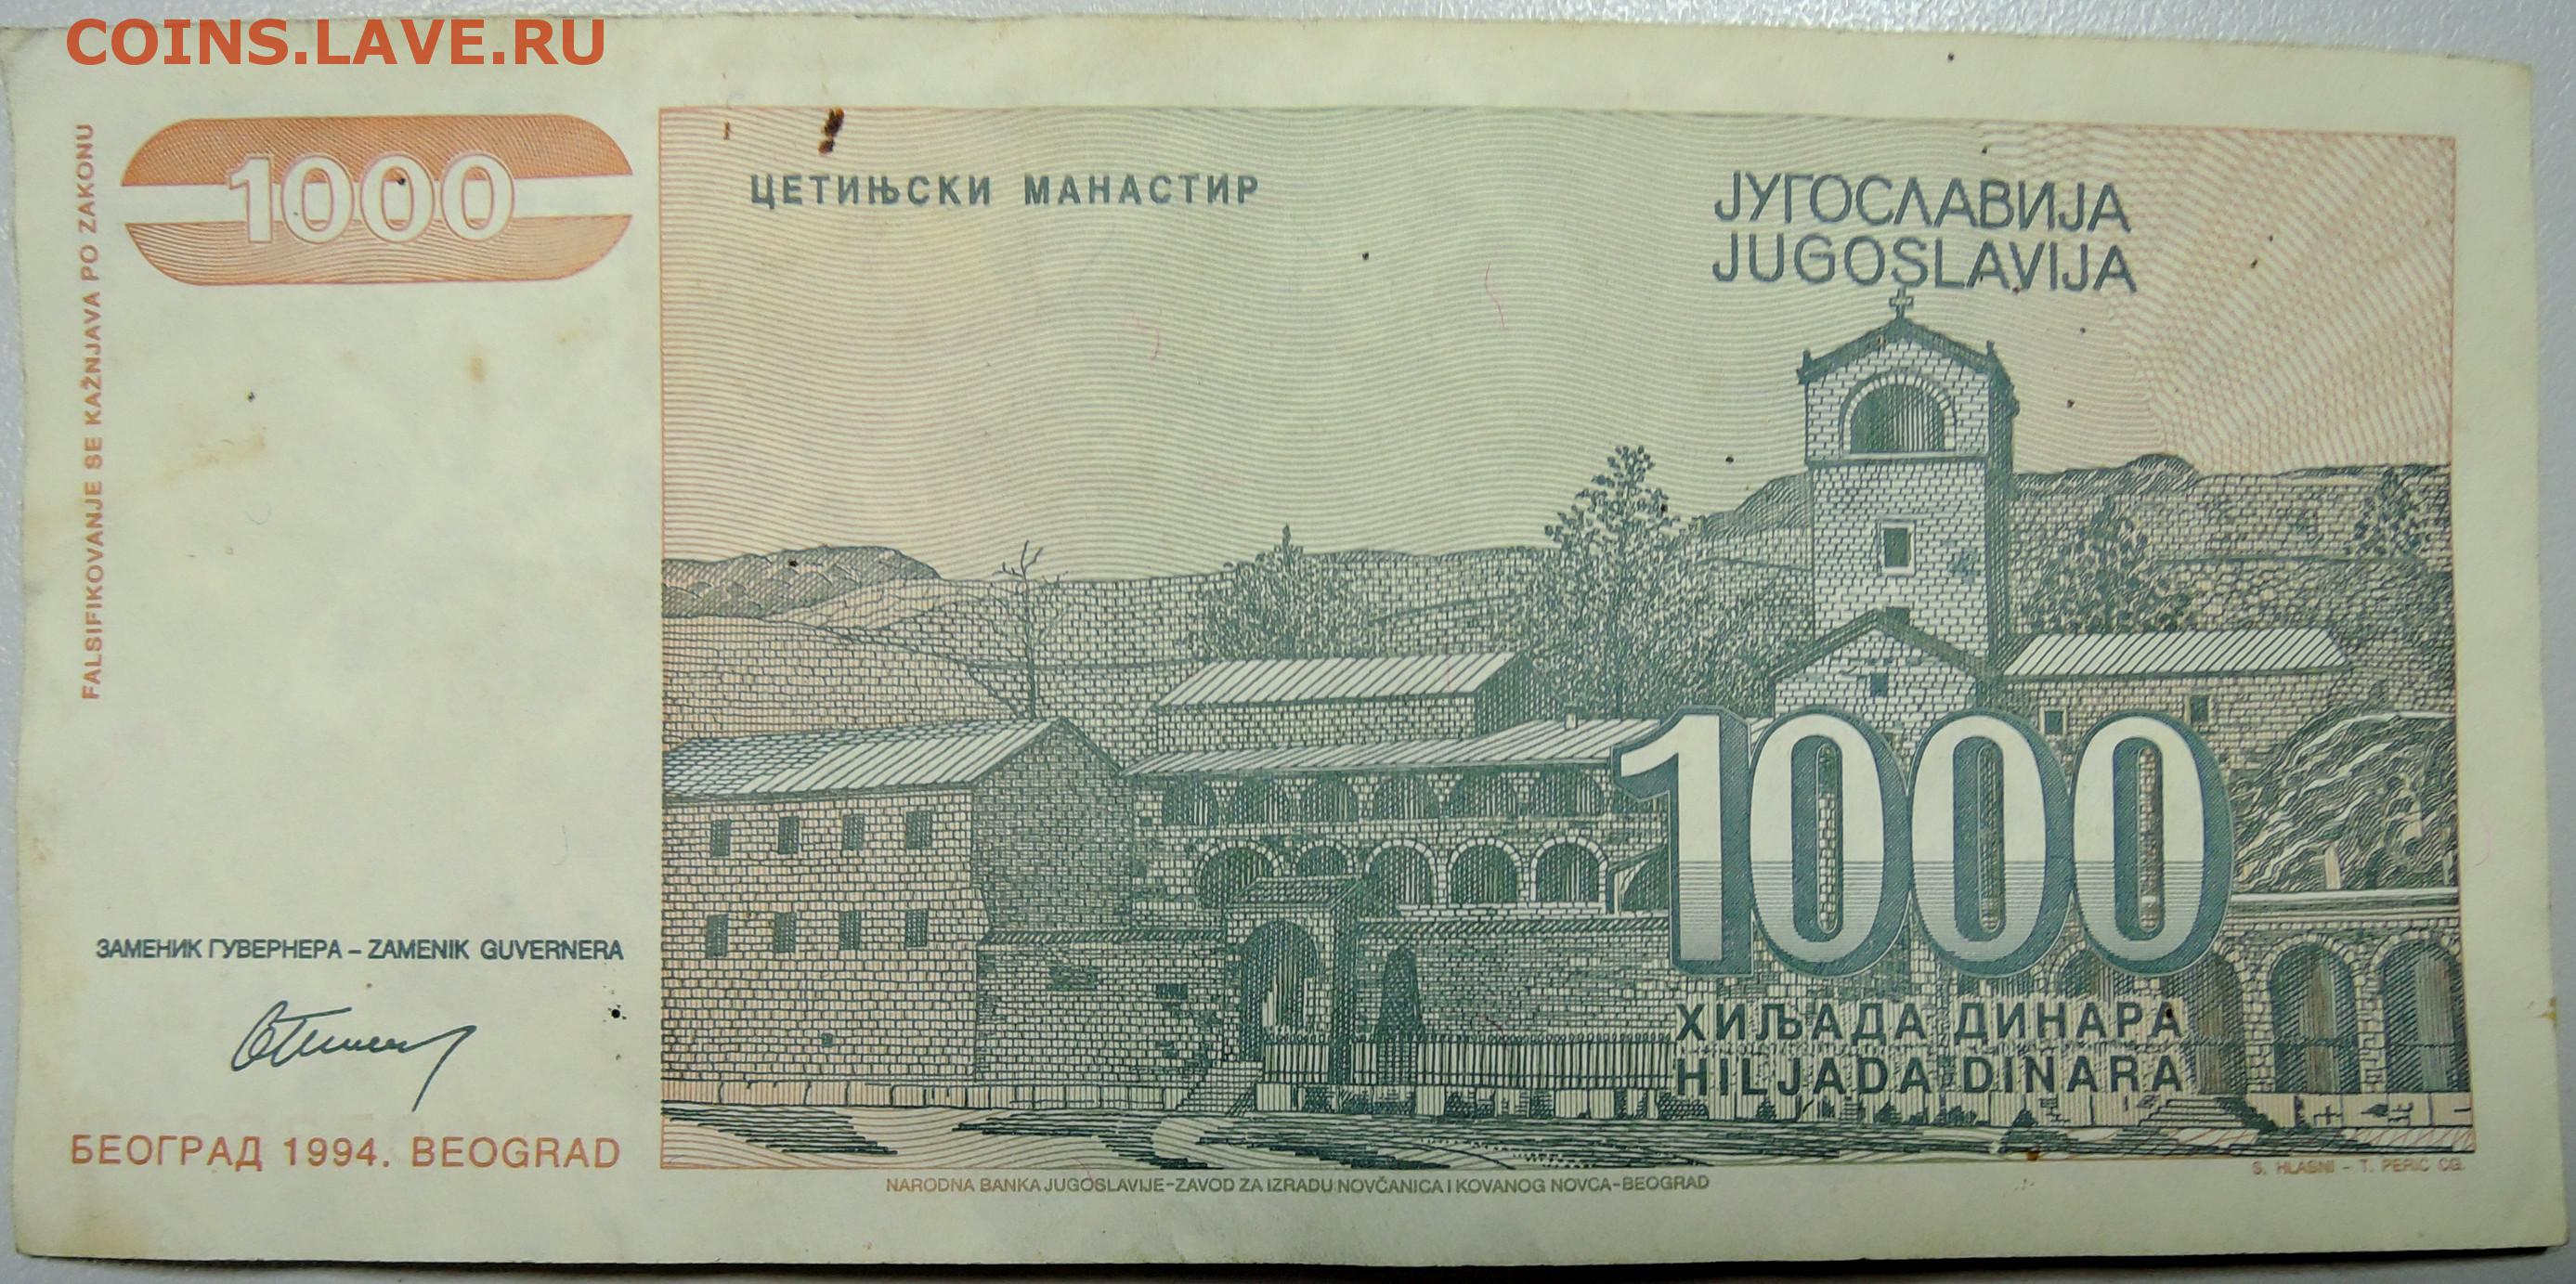 COINS.LAVE.RU
1000
FALSIFIKOVANJE SE KAŽNJAVA PO ZAKONU
ЦЕТИЊСКИ МАНАСТИР
ЈУГОСЛАВИЈА
JUGOSLAVIJA
1000
ХИЉАДА ДИНАРА
HILJADA DINARA
ЗАМЕНИК ГУВЕРНЕРА – ZAMENIK GUVERNERA
БЕОГРАД 1994. BEOGRAD
NARODNA BANKA JUGOSLAVIJE-ZAVOD ZA IZRADU NOVČANICA I KOVANOG NOVCA-BEOGRAD
S. HLASNI - T. PERIĆ CG.